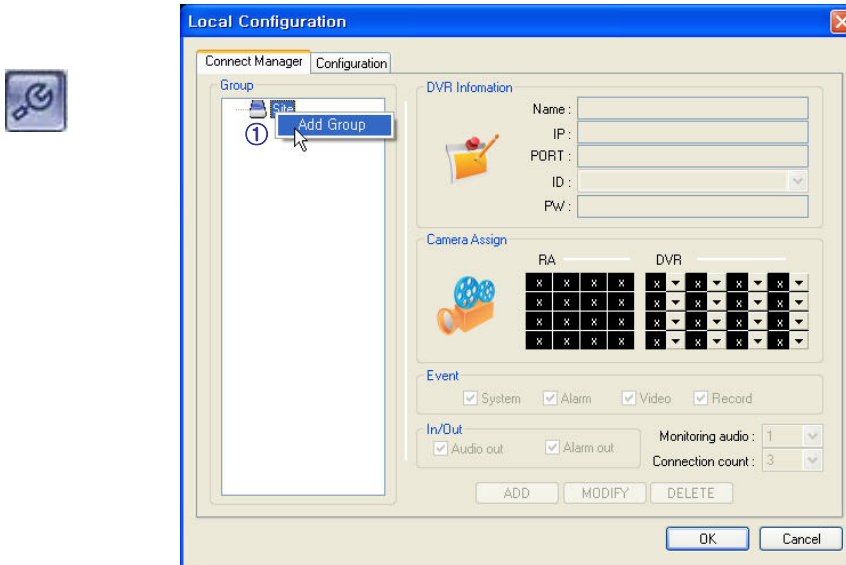 Local Configuration
Connect Manager Configuration
Group
Site
① Add Group
DVR Infomation
Name :
IP :
PORT :
ID :
PW :
Camera Assign
RA DVR
x x x x x x x x
x x x x x x x x
x x x x x x x x
x x x x x x x x
Event
System Alarm Video Record
In/Out
Audio out Alarm out
Monitoring audio : 1
Connection count : 3
ADD MODIFY DELETE
OK Cancel